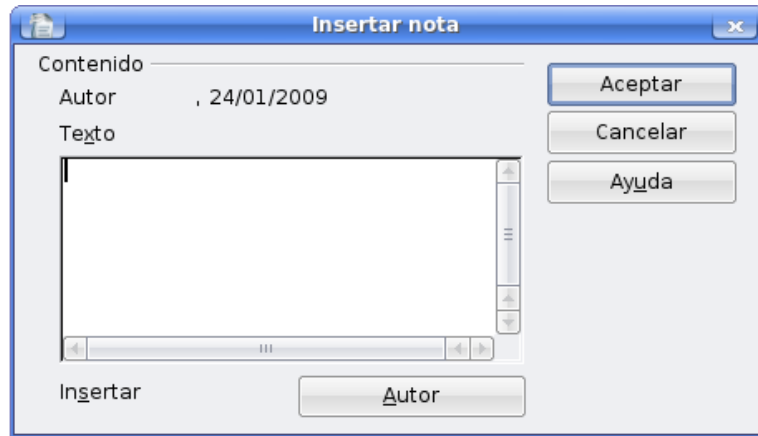 Insertar nota
Contenido
Aceptar
Autor , 24/01/2009
Cancelar
Texto
Ayuda
Insertar Autor